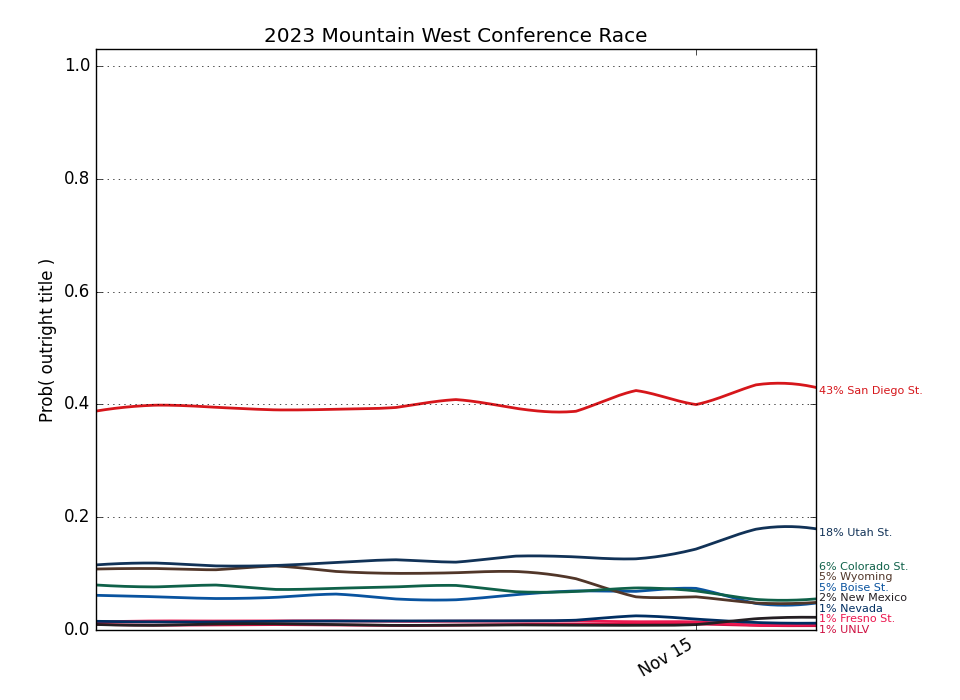 2023 Mountain West Conference Race
1.0
0.8
0.6
0.4
0.2
0.0
Prob( outright title )
Nov 15
43% San Diego St.
18% Utah St.
6% Colorado St.
5% Wyoming
5% Boise St.
2% New Mexico
1% Nevada
1% Fresno St.
1% UNLV